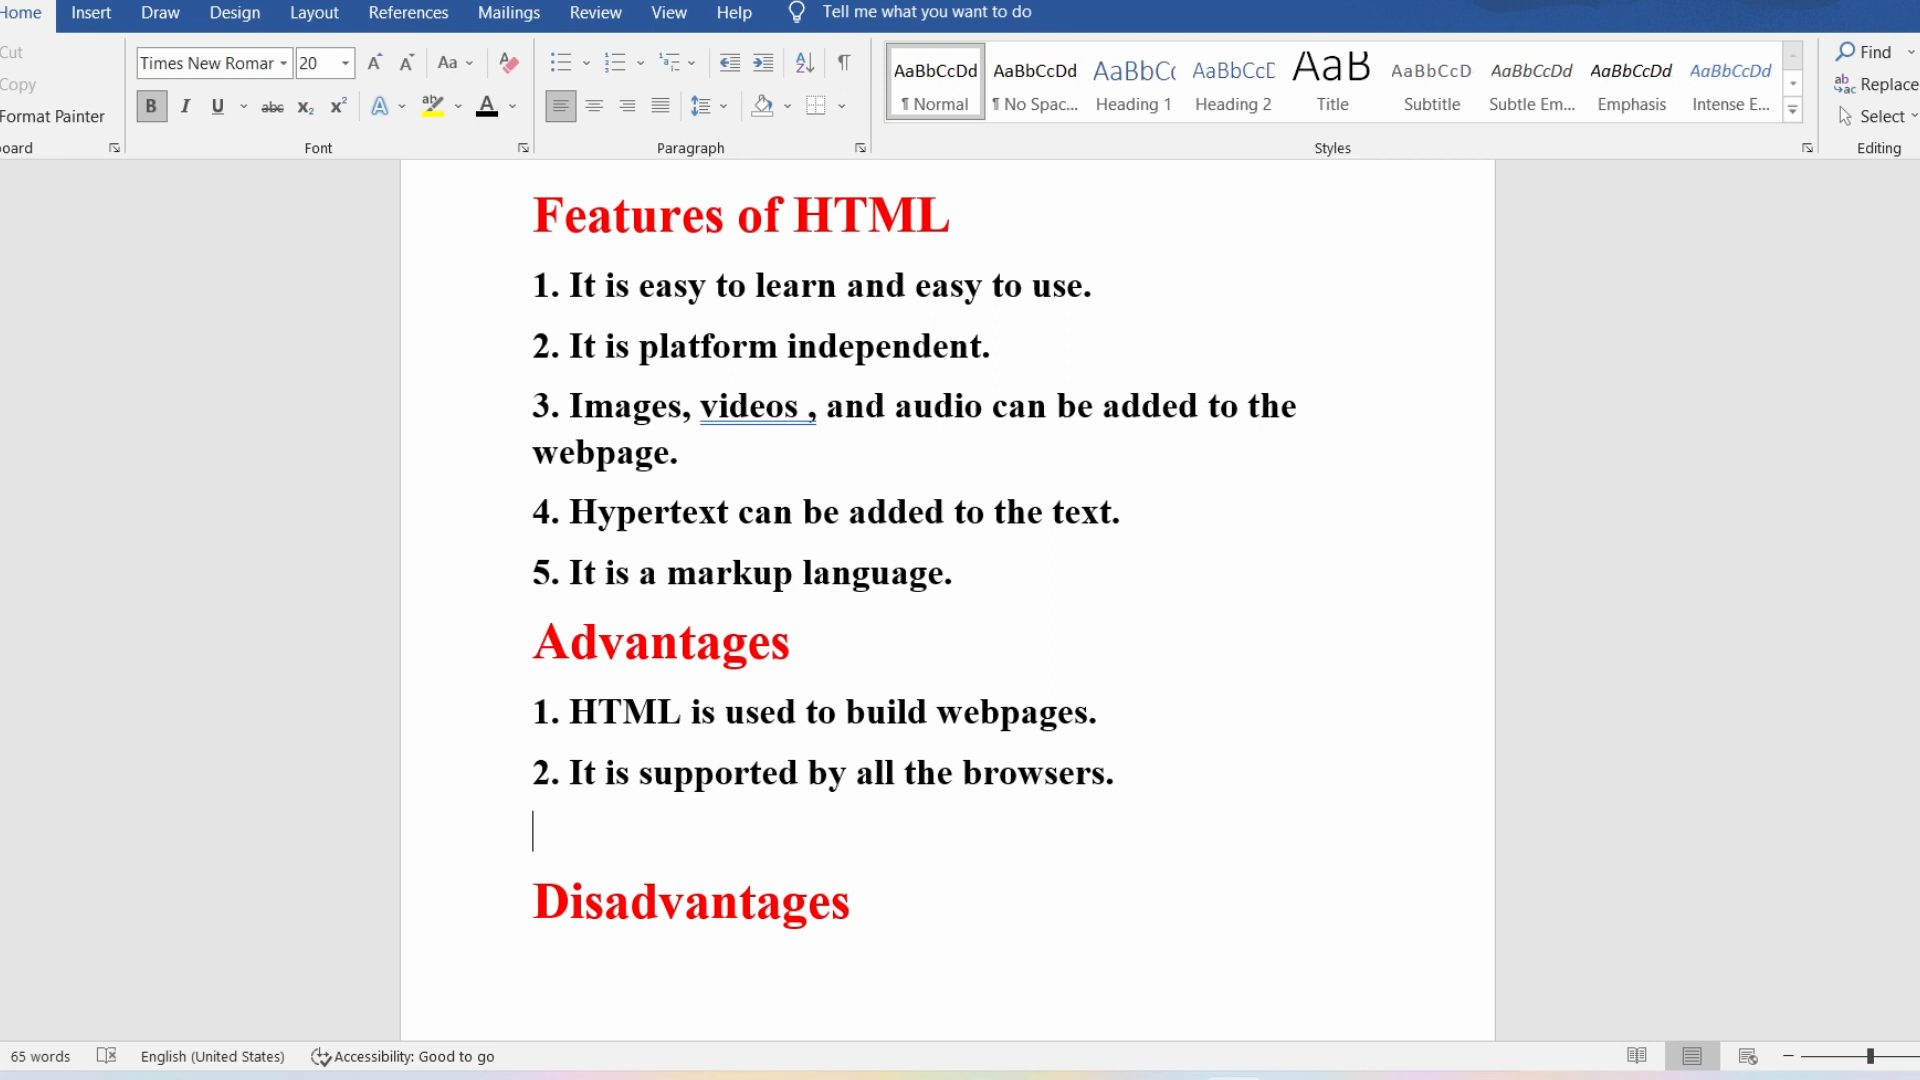 Home Insert Draw Design Layout References Mailings Review View Help Tell me what you want to do
Cut
Copy
Format Painter
Times New Roman 20 Aa
B I U abc x₂ x² A ab A
AaBbCcDd AaBbCcDd AaBbCc AaBbCcD AaB AaBbCcD AaBbCcDd AaBbCcDd AaBbCcDd
¶ Normal ¶ No Spac... Heading 1 Heading 2 Title Subtitle Subtle Em... Emphasis Intense E...
Find
Replace
Select
oard Font Paragraph Styles Editing
Features of HTML
1. It is easy to learn and easy to use.
2. It is platform independent.
3. Images, videos , and audio can be added to the
webpage.
4. Hypertext can be added to the text.
5. It is a markup language.
Advantages
1. HTML is used to build webpages.
2. It is supported by all the browsers.
Disadvantages
65 words English (United States) Accessibility: Good to go